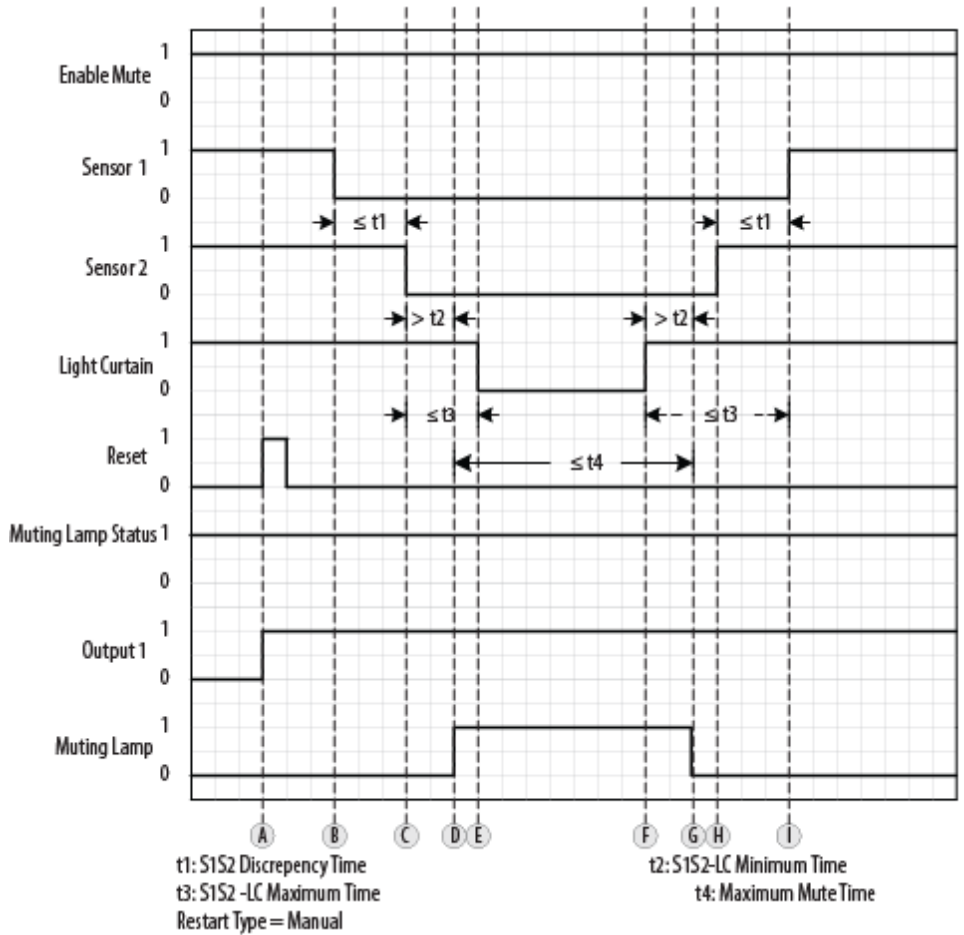 1
Enable Mute
0
1
Sensor 1
0
≤ t1 ≤ t1
1
Sensor 2
0
> t2 > t2
1
Light Curtain
0
≤ t3 ≤ t3
1
Reset
≤ t4
0
Muting Lamp Status 1
0
1
Output 1
0
1
Muting Lamp
0
A B C D E F G H I
t1: S1S2 Discrepency Time t2: S1S2-LC Minimum Time
t3: S1S2 -LC Maximum Time t4: Maximum Mute Time
Restart Type = Manual